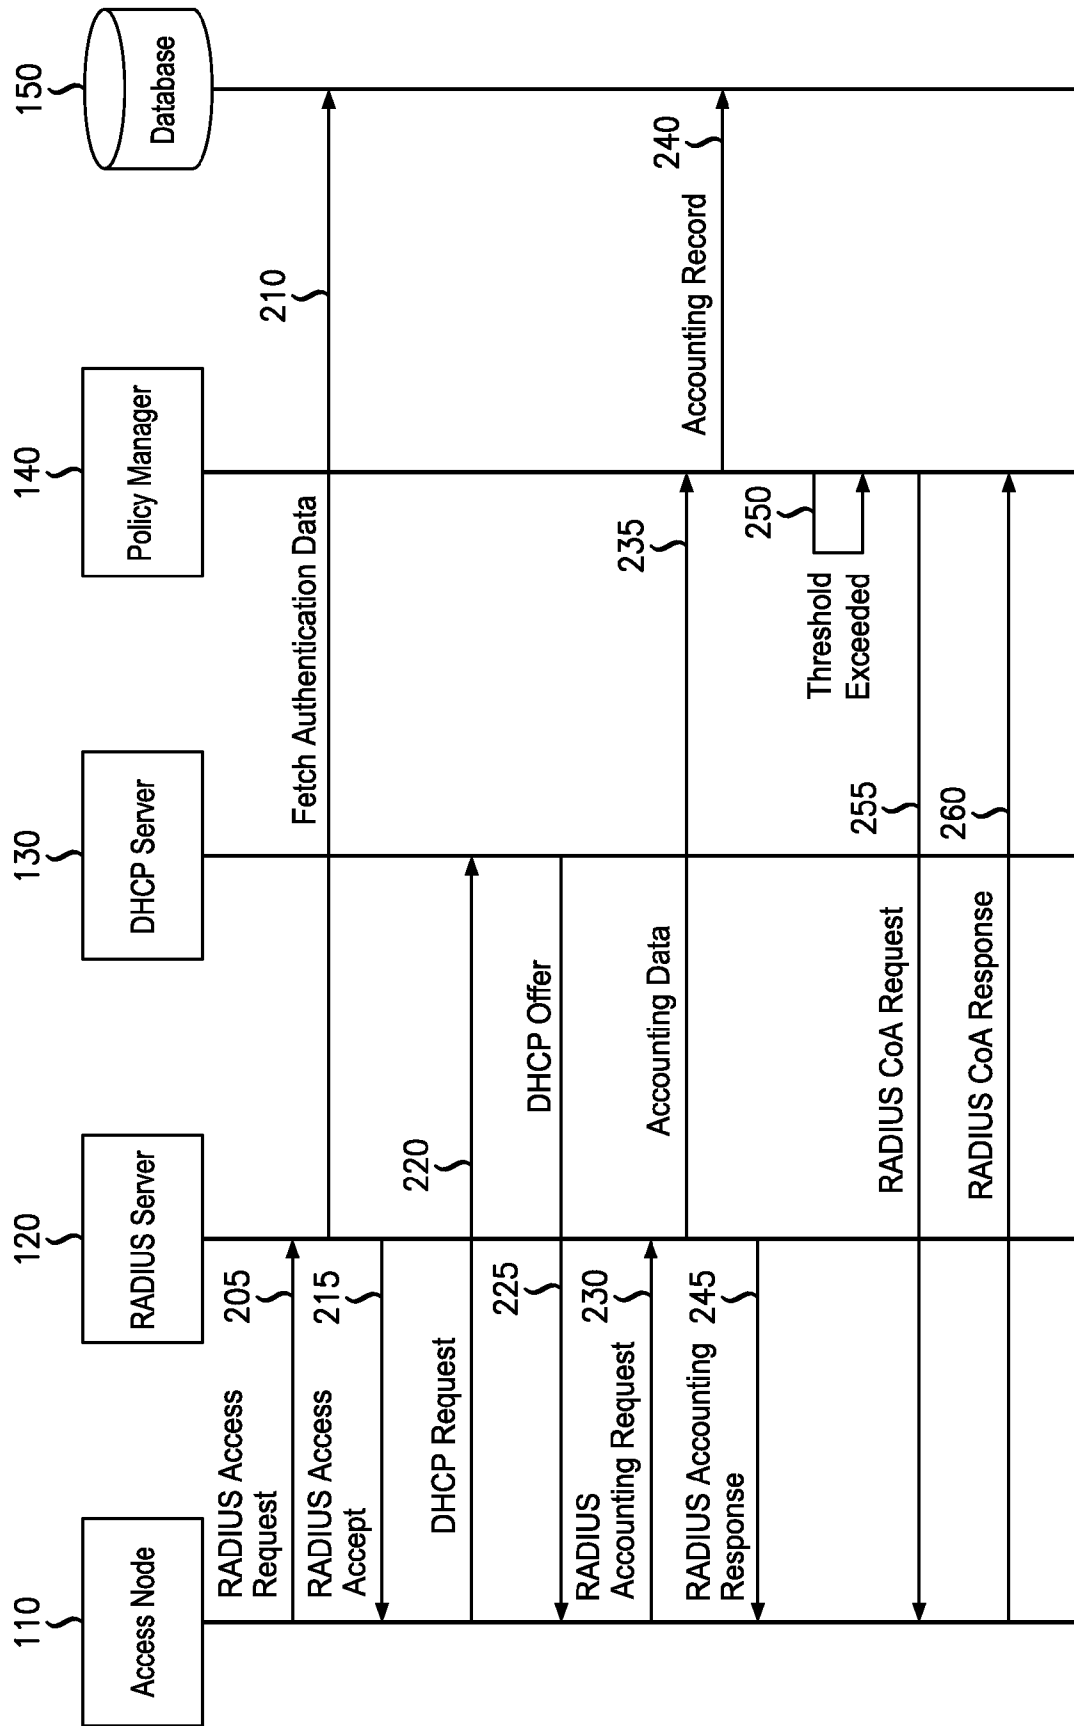 110
Access Node
120
RADIUS Server
130
DHCP Server
140
Policy Manager
150
Database
RADIUS Access
Request
205
Fetch Authentication Data
210
RADIUS Access
Accept
215
DHCP Request
220
225
DHCP Offer
RADIUS
Accounting Request
230
Accounting Data
235
Accounting Record
240
RADIUS Accounting
Response
245
Threshold
Exceeded
250
RADIUS CoA Request
255
RADIUS CoA Response
260